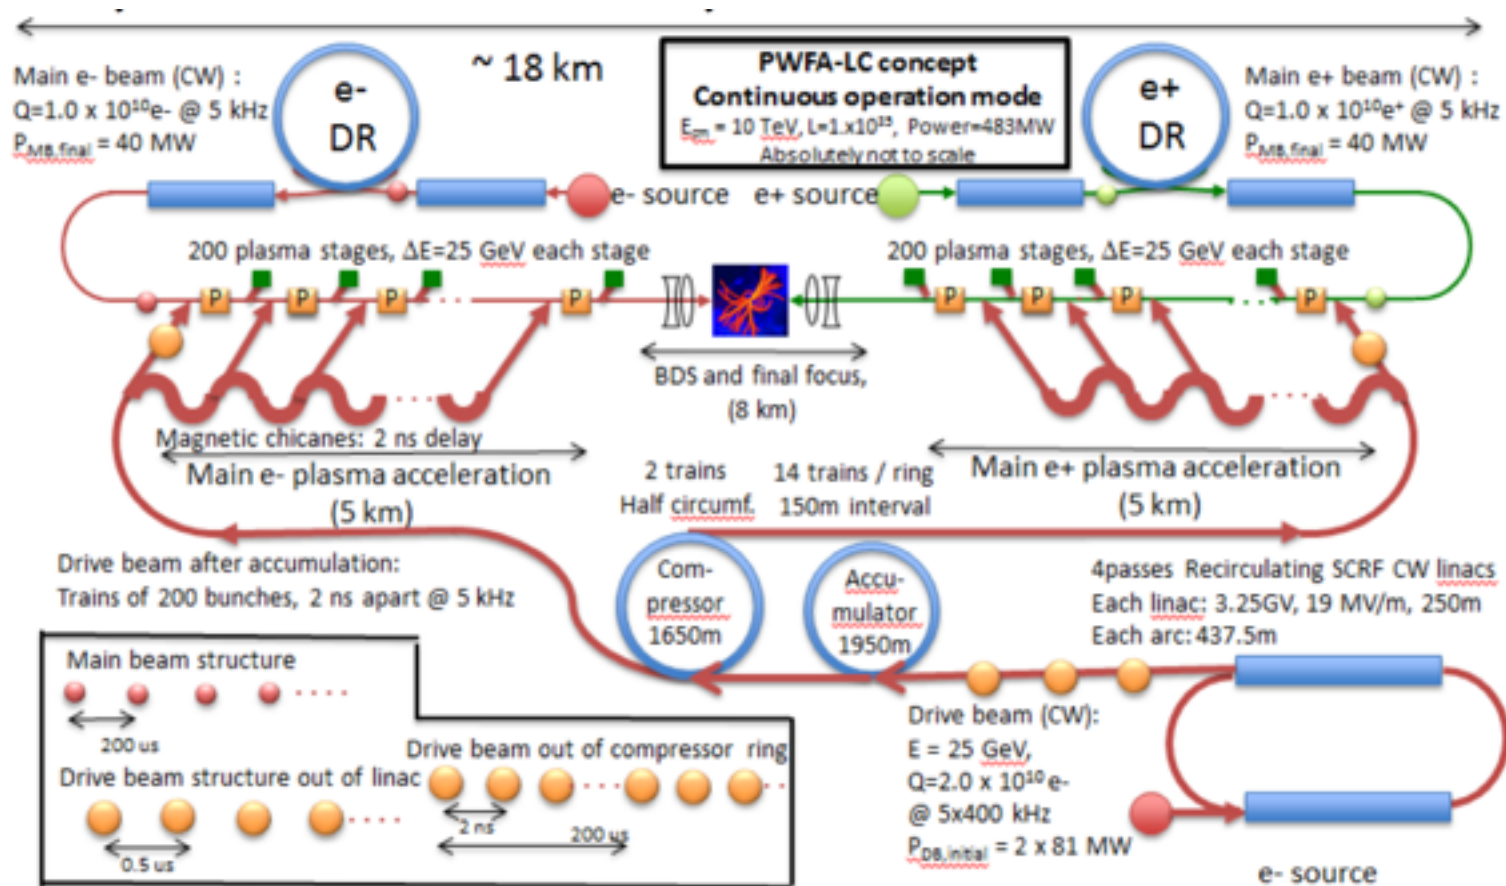 ~ 18 km
PWFA-LC concept
Continuous operation mode
E_cm = 10 TeV, L=1.x10³⁵, Power=483MW
Absolutely not to scale
Main e- beam (CW) :
Q=1.0 x 10¹⁰e- @ 5 kHz
P_MB,final = 40 MW
e-
DR
e+
DR
Main e+ beam (CW) :
Q=1.0 x 10¹⁰e⁺ @ 5 kHz
P_MB,final = 40 MW
e- source
e+ source
200 plasma stages, ΔE=25 GeV each stage
200 plasma stages, ΔE=25 GeV each stage
P
P
P
P
P
P
P
P
BDS and final focus,
(8 km)
Magnetic chicanes: 2 ns delay
Main e- plasma acceleration
(5 km)
Main e+ plasma acceleration
(5 km)
2 trains
Half circumf.
14 trains / ring
150m interval
Drive beam after accumulation:
Trains of 200 bunches, 2 ns apart @ 5 kHz
Com-
pressor
1650m
Accu-
mulator
1950m
4passes Recirculating SCRF CW linacs
Each linac: 3.25GV, 19 MV/m, 250m
Each arc: 437.5m
Main beam structure
200 us
Drive beam structure out of linac
0.5 us
Drive beam out of compressor ring
2 ns
200 us
Drive beam (CW):
E = 25 GeV,
Q=2.0 x 10¹⁰ e-
@ 5x400 kHz
P_DB,initial = 2 x 81 MW
e- source